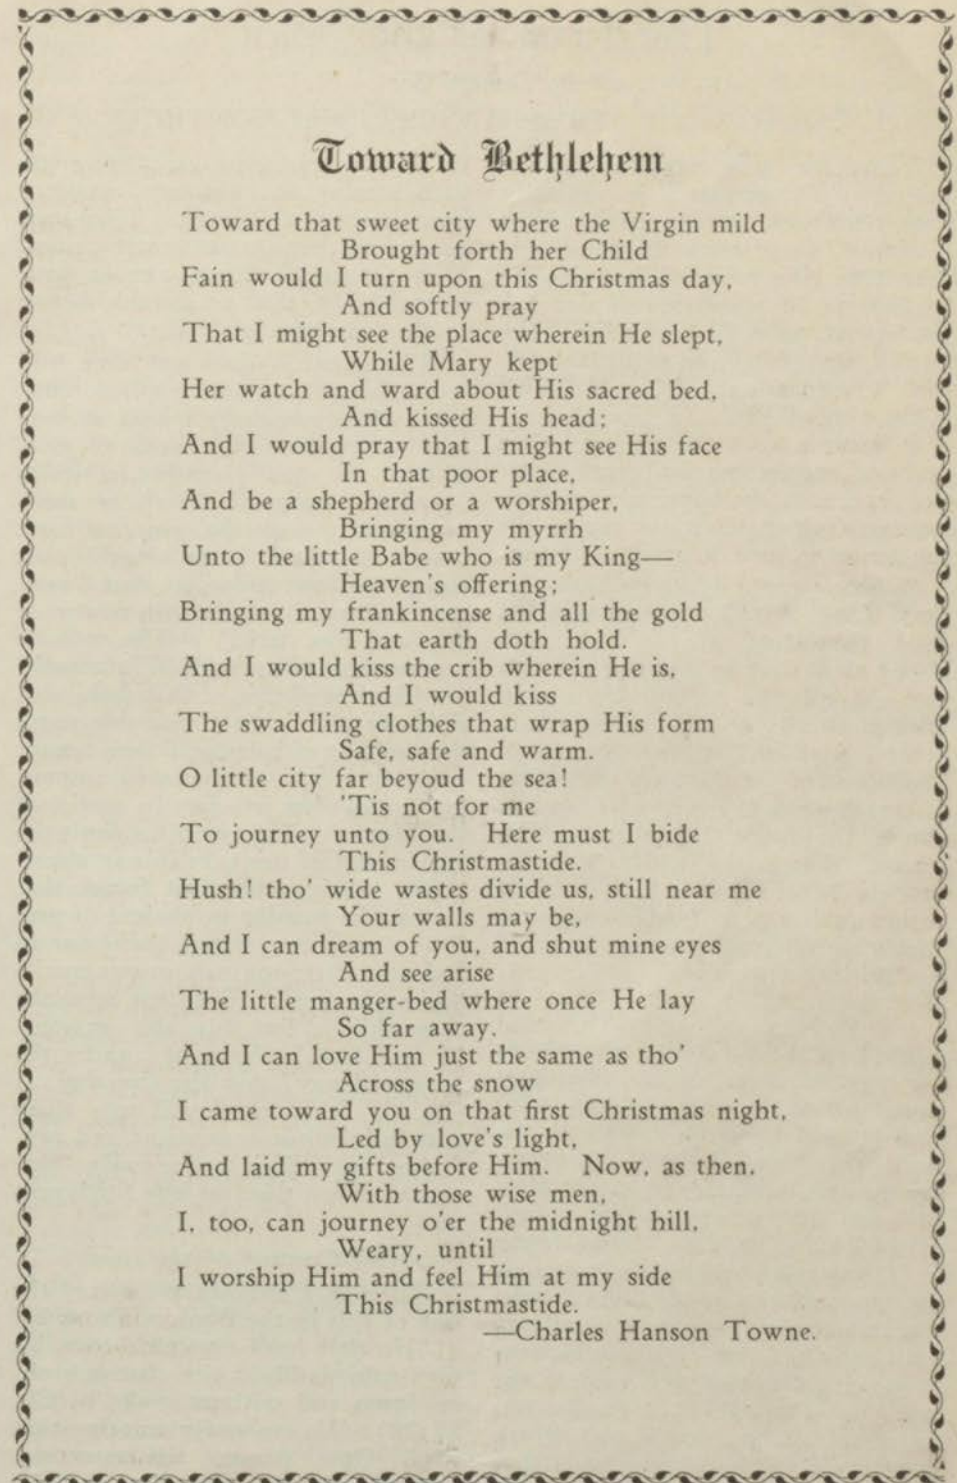 Toward Bethlehem
Toward that sweet city where the Virgin mild
Brought forth her Child
Fain would I turn upon this Christmas day,
And softly pray
That I might see the place wherein He slept,
While Mary kept
Her watch and ward about His sacred bed,
And kissed His head;
And I would pray that I might see His face
In that poor place,
And be a shepherd or a worshiper,
Bringing my myrrh
Unto the little Babe who is my King—
Heaven's offering;
Bringing my frankincense and all the gold
That earth doth hold.
And I would kiss the crib wherein He is,
And I would kiss
The swaddling clothes that wrap His form
Safe, safe and warm.
O little city far beyoud the sea!
'Tis not for me
To journey unto you. Here must I bide
This Christmastide.
Hush! tho' wide wastes divide us, still near me
Your walls may be,
And I can dream of you, and shut mine eyes
And see arise
The little manger-bed where once He lay
So far away.
And I can love Him just the same as tho'
Across the snow
I came toward you on that first Christmas night,
Led by love's light,
And laid my gifts before Him. Now, as then,
With those wise men,
I, too, can journey o'er the midnight hill,
Weary, until
I worship Him and feel Him at my side
This Christmastide.
—Charles Hanson Towne.